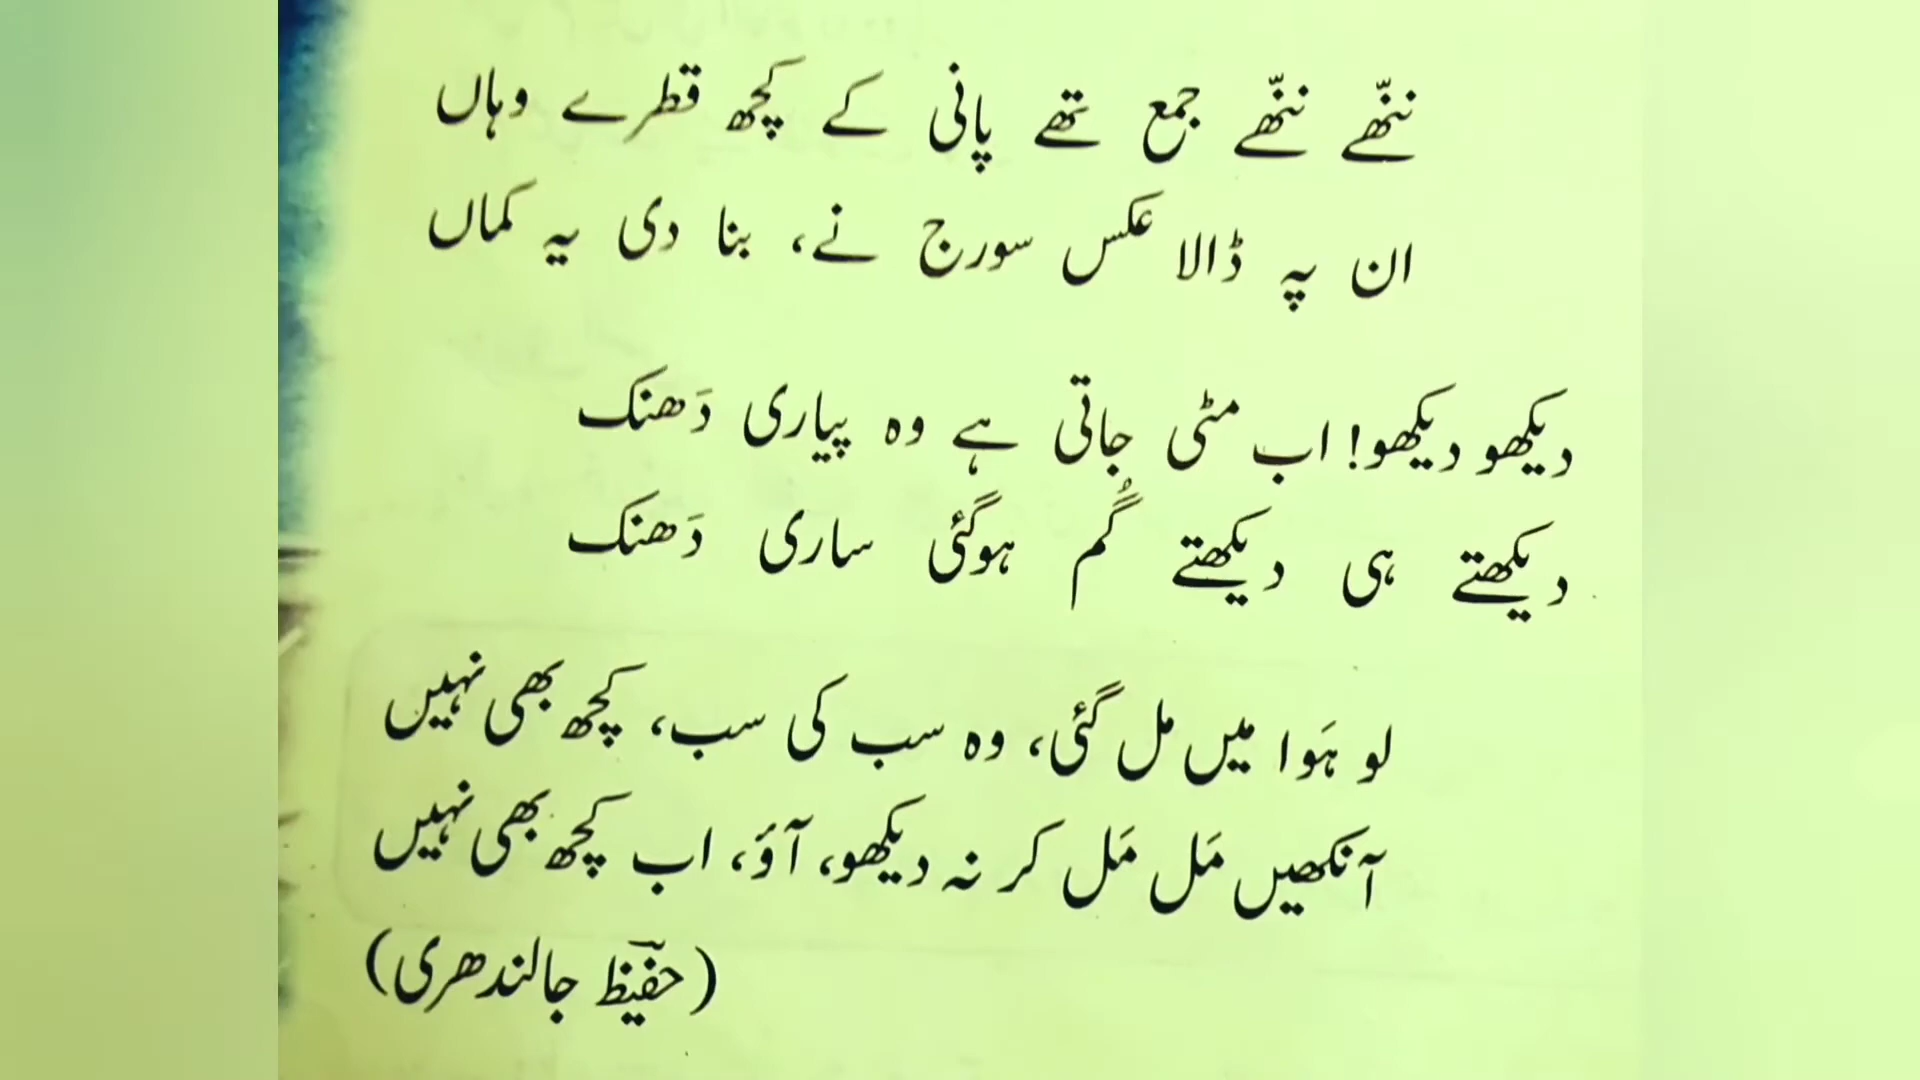 ننّھے ننّھے جمع تھے پانی کے کچھ قطرے وہاں
ان پہ ڈالا عکس سورج نے، بنا دی یہ کماں
دیکھو دیکھو! اب مٹی جاتی ہے وہ پیاری دَھنک
دیکھتے ہی دیکھتے گُم ہوگئی ساری دَھنک
لو ہَوا میں مل گئی، وہ سب کی سب، کچھ بھی نہیں
آنکھیں مَل مَل کر نہ دیکھو، آؤ، اب کچھ بھی نہیں
(حفیظؔ جالندھری)